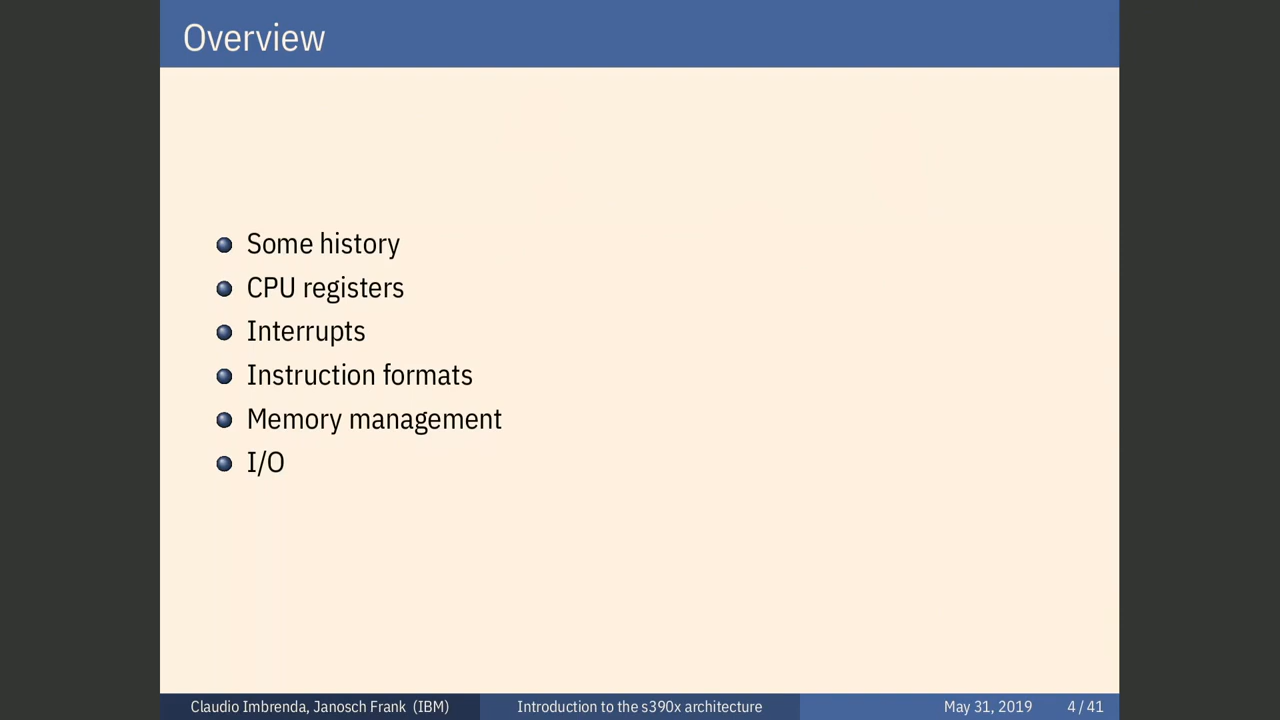 Overview
Some history
CPU registers
Interrupts
Instruction formats
Memory management
I/O
Claudio Imbrenda, Janosch Frank (IBM) Introduction to the s390x architecture May 31, 2019 4 / 41